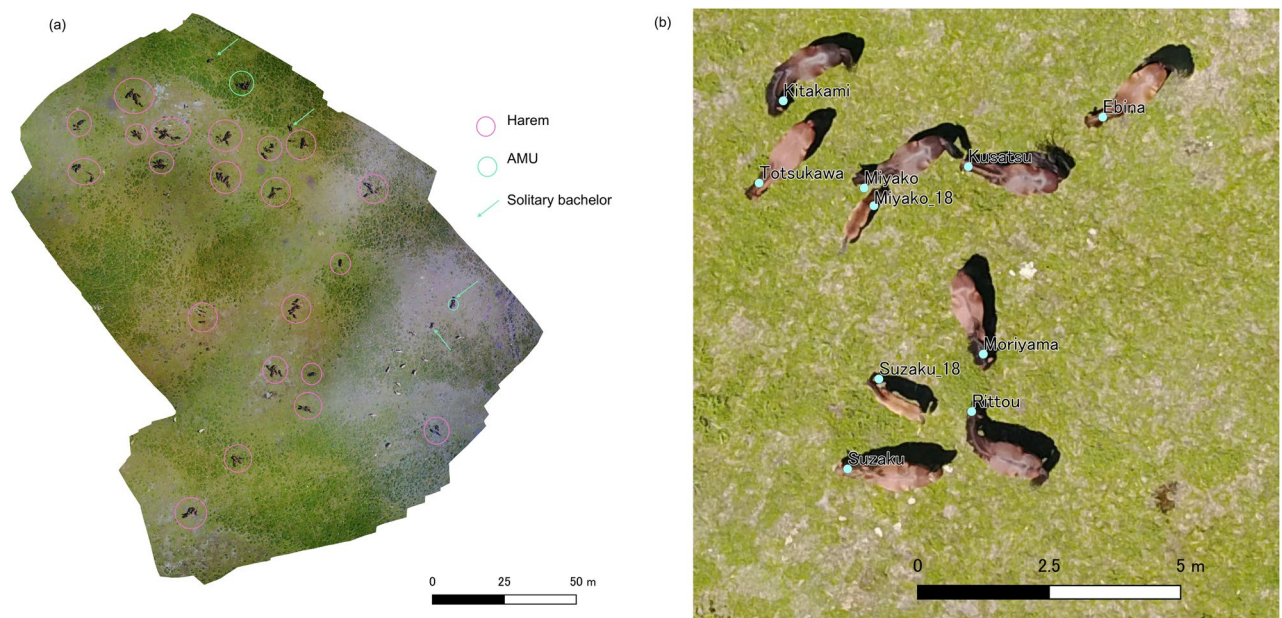 (a)
Harem
AMU
Solitary bachelor
0 25 50 m
(b)
Kitakami
Ebina
Totsukawa
Miyako
Kusatsu
Miyako_18
Moriyama
Suzaku_18
Rittou
Suzaku
0 2.5 5 m